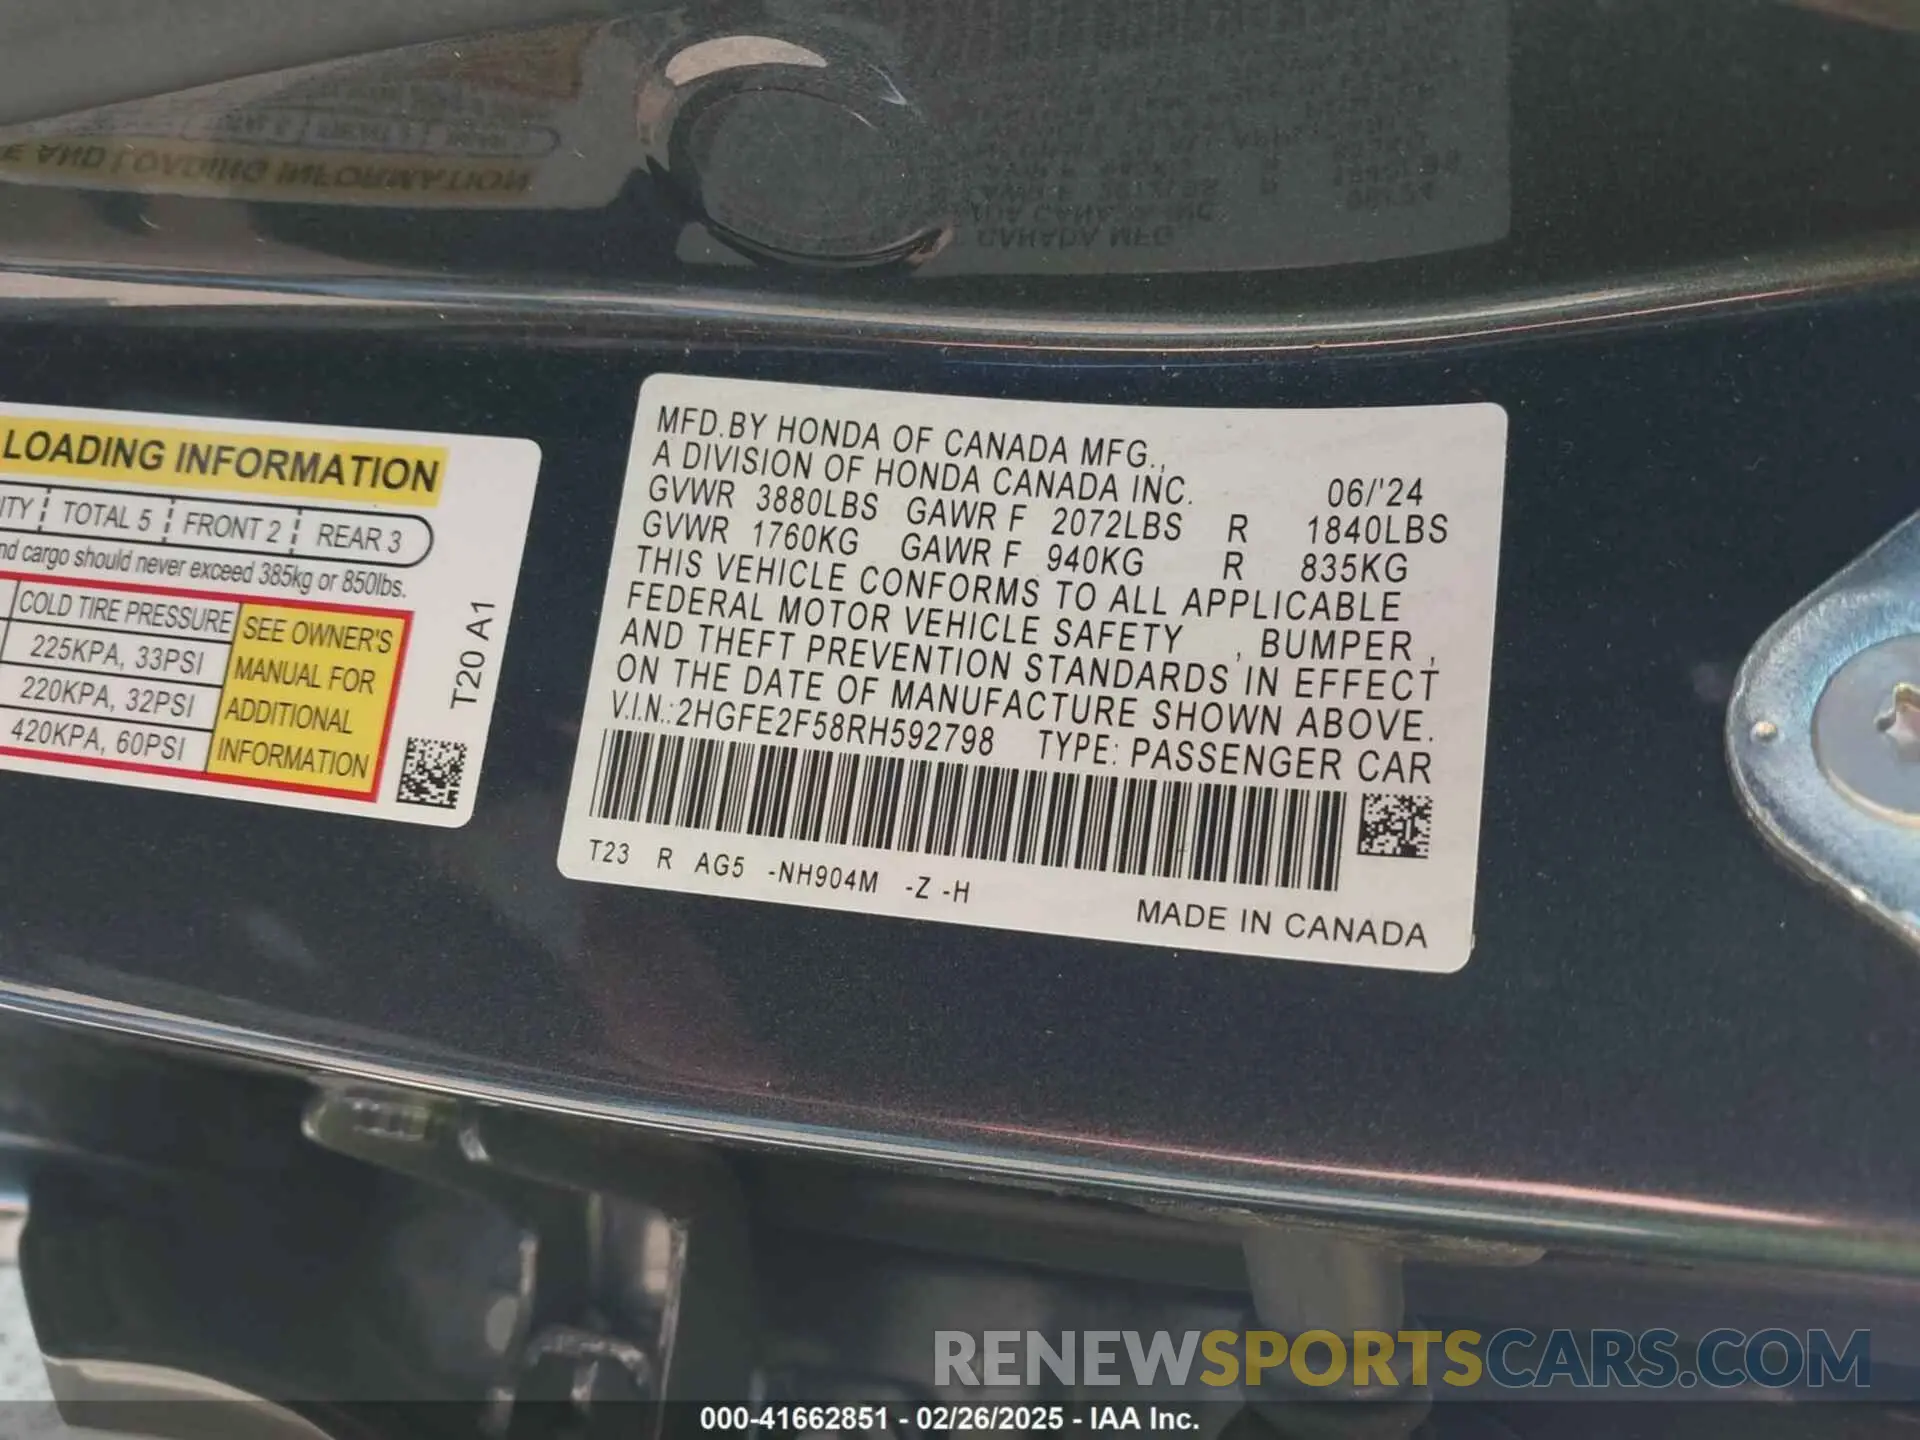 LOADING INFORMATION
ITY TOTAL 5 FRONT 2 REAR 3
nd cargo should never exceed 385kg or 850lbs.
COLD TIRE PRESSURE
225KPA, 33PSI
220KPA, 32PSI
420KPA, 60PSI
SEE OWNER'S
MANUAL FOR
ADDITIONAL
INFORMATION
T20 A1
MFD.BY HONDA OF CANADA MFG.,
A DIVISION OF HONDA CANADA INC. 06/'24
GVWR 3880LBS GAWR F 2072LBS R 1840LBS
GVWR 1760KG GAWR F 940KG R 835KG
THIS VEHICLE CONFORMS TO ALL APPLICABLE
FEDERAL MOTOR VEHICLE SAFETY , BUMPER ,
AND THEFT PREVENTION STANDARDS IN EFFECT
ON THE DATE OF MANUFACTURE SHOWN ABOVE.
V.I.N.:2HGFE2F58RH592798 TYPE: PASSENGER CAR
T23 R AG5 -NH904M -Z -H
MADE IN CANADA
RENEWSPORTSCARS.COM
000-41662851 - 02/26/2025 - IAA Inc.